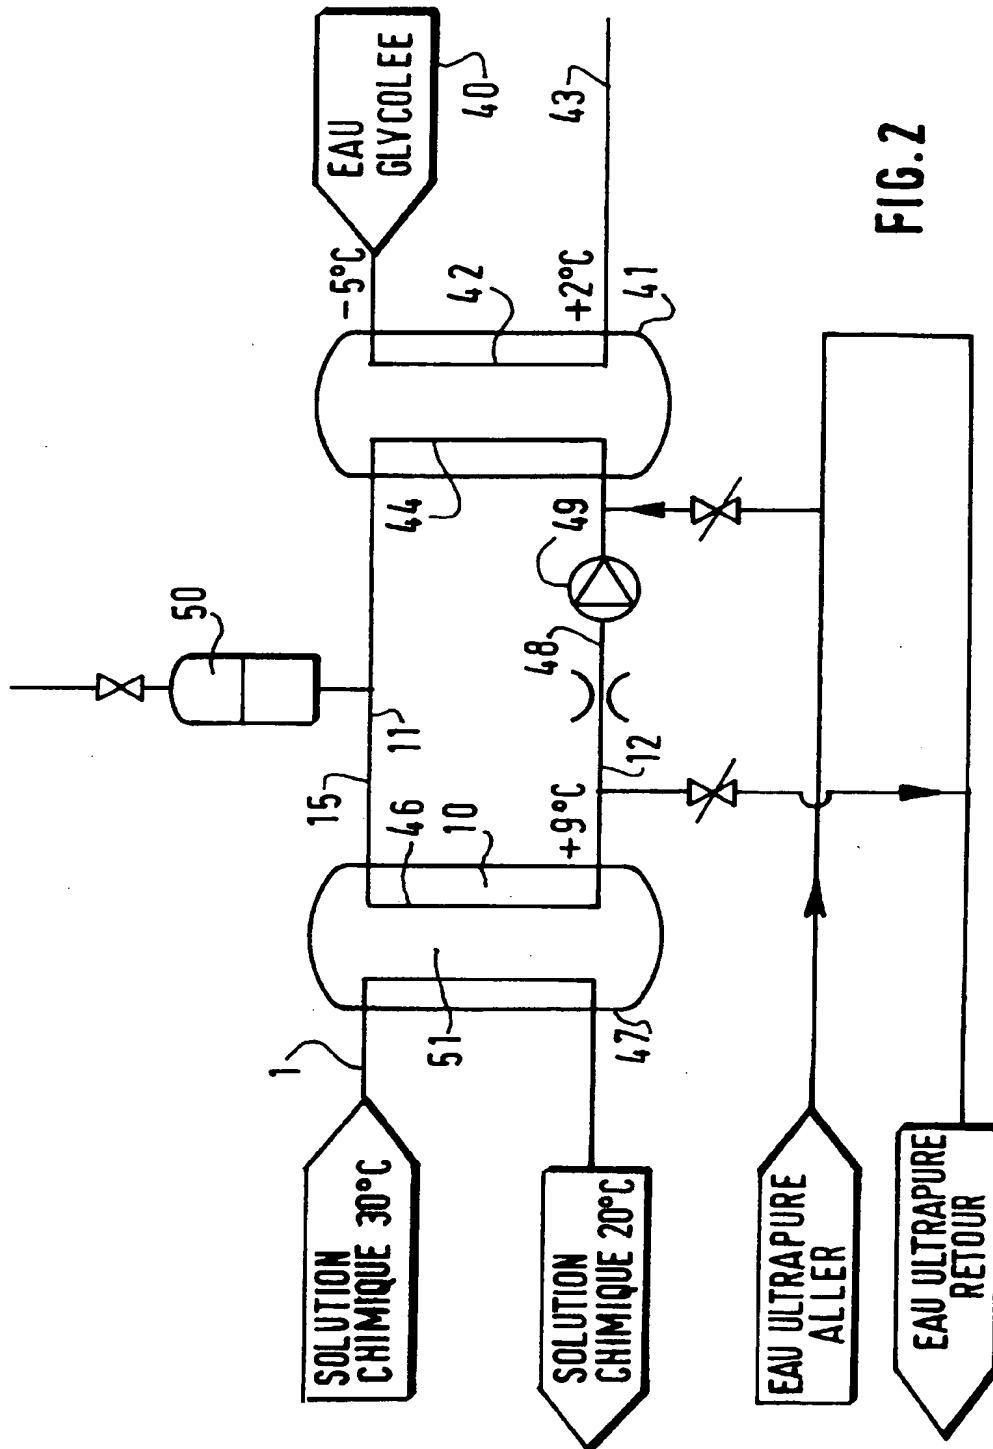 EAU
GLYCOLEE
40
-5°C
42
+2°C
41
43
44
49
50
48
11
12
15
46
10
+9°C
51
47
1
SOLUTION
CHIMIQUE 30°C
SOLUTION
CHIMIQUE 20°C
EAU ULTRAPURE
ALLER
EAU ULTRAPURE
RETOUR
FIG.2